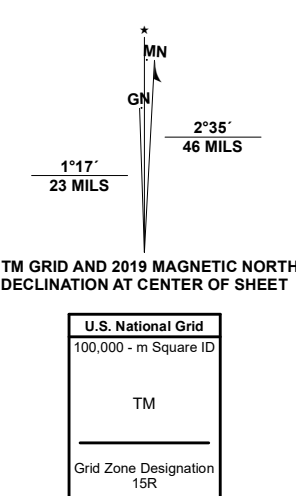 MN
GN
2°35´
46 MILS
1°17´
23 MILS
TM GRID AND 2019 MAGNETIC NORTH
DECLINATION AT CENTER OF SHEET
U.S. National Grid
100,000 - m Square ID
TM
Grid Zone Designation
15R